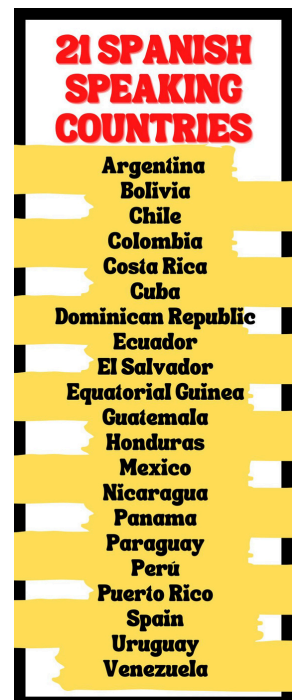 21 SPANISH
SPEAKING
COUNTRIES
Argentina
Bolivia
Chile
Colombia
Costa Rica
Cuba
Dominican Republic
Ecuador
El Salvador
Equatorial Guinea
Guatemala
Honduras
Mexico
Nicaragua
Panama
Paraguay
Perú
Puerto Rico
Spain
Uruguay
Venezuela